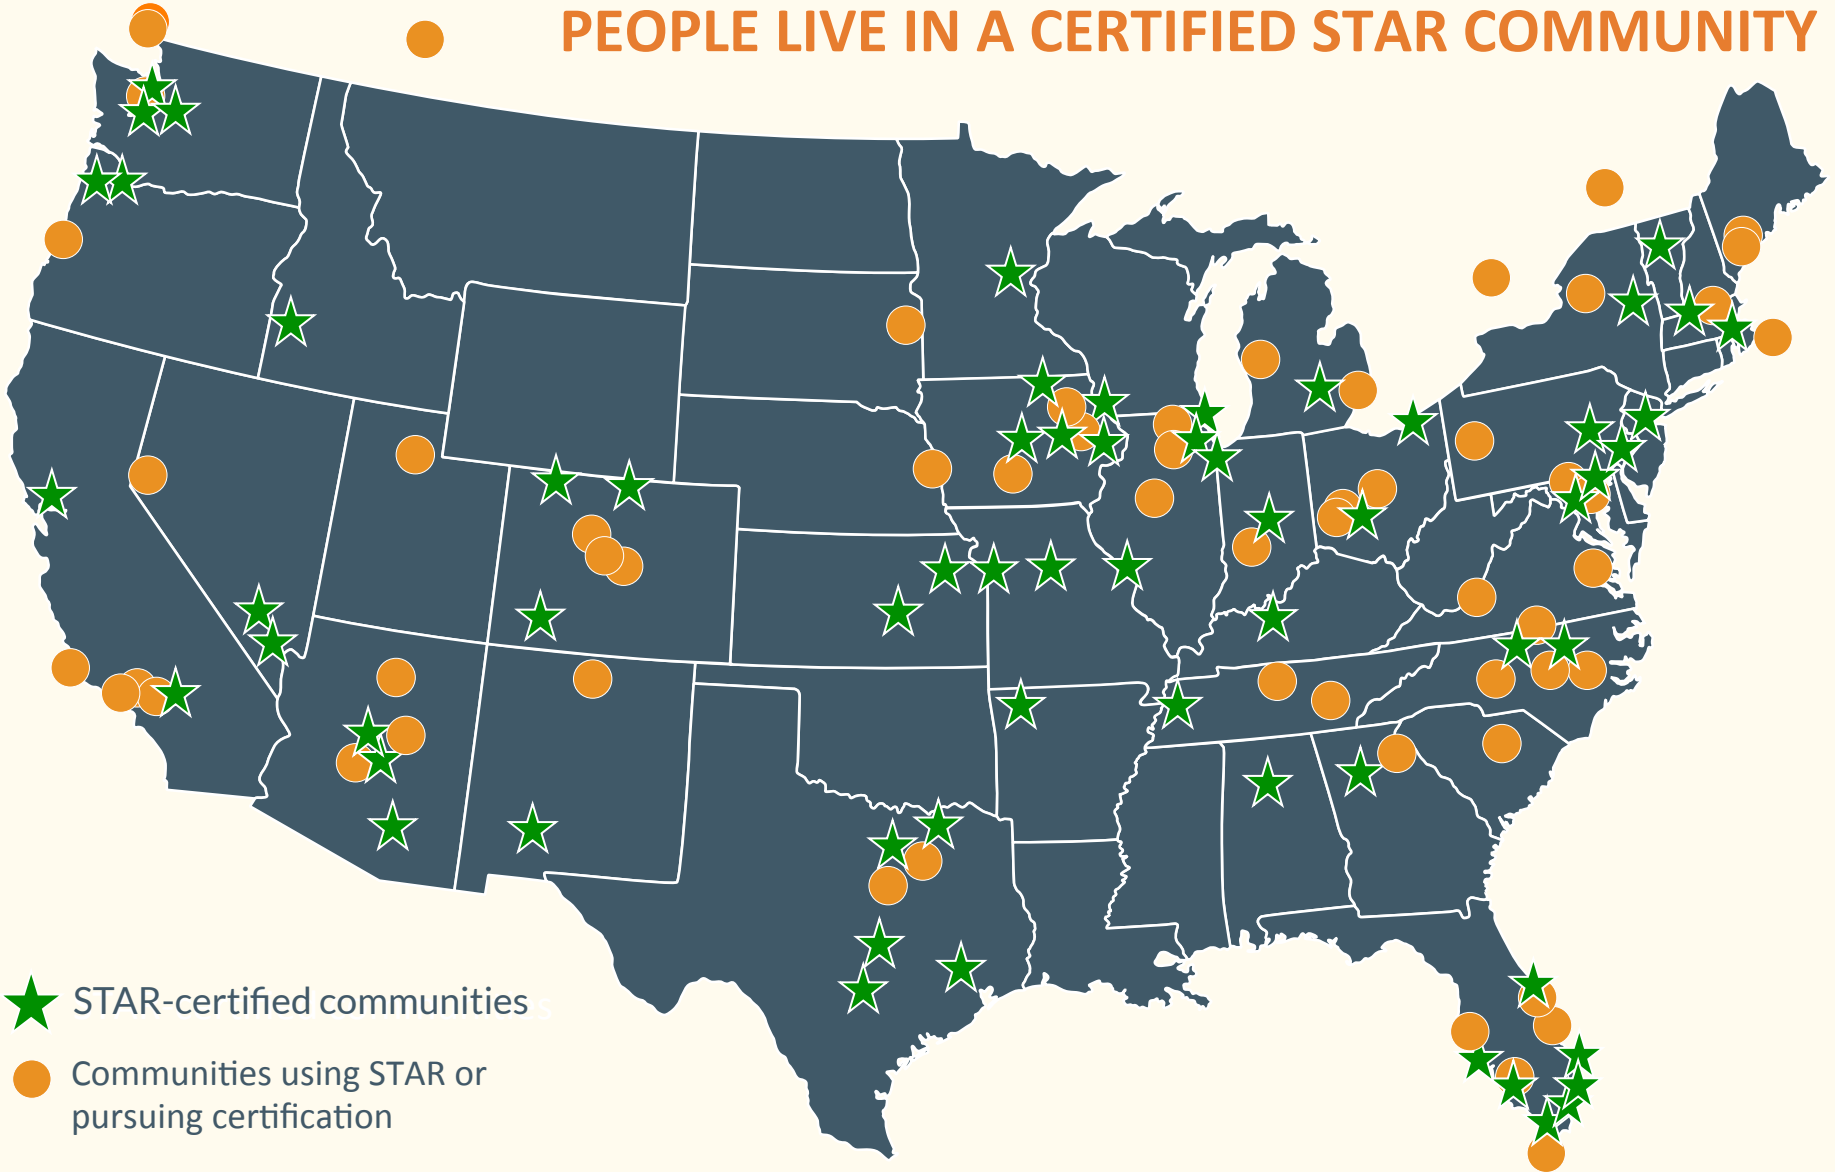 PEOPLE LIVE IN A CERTIFIED STAR COMMUNITY
STAR-certified communities
Communities using STAR or
pursuing certification